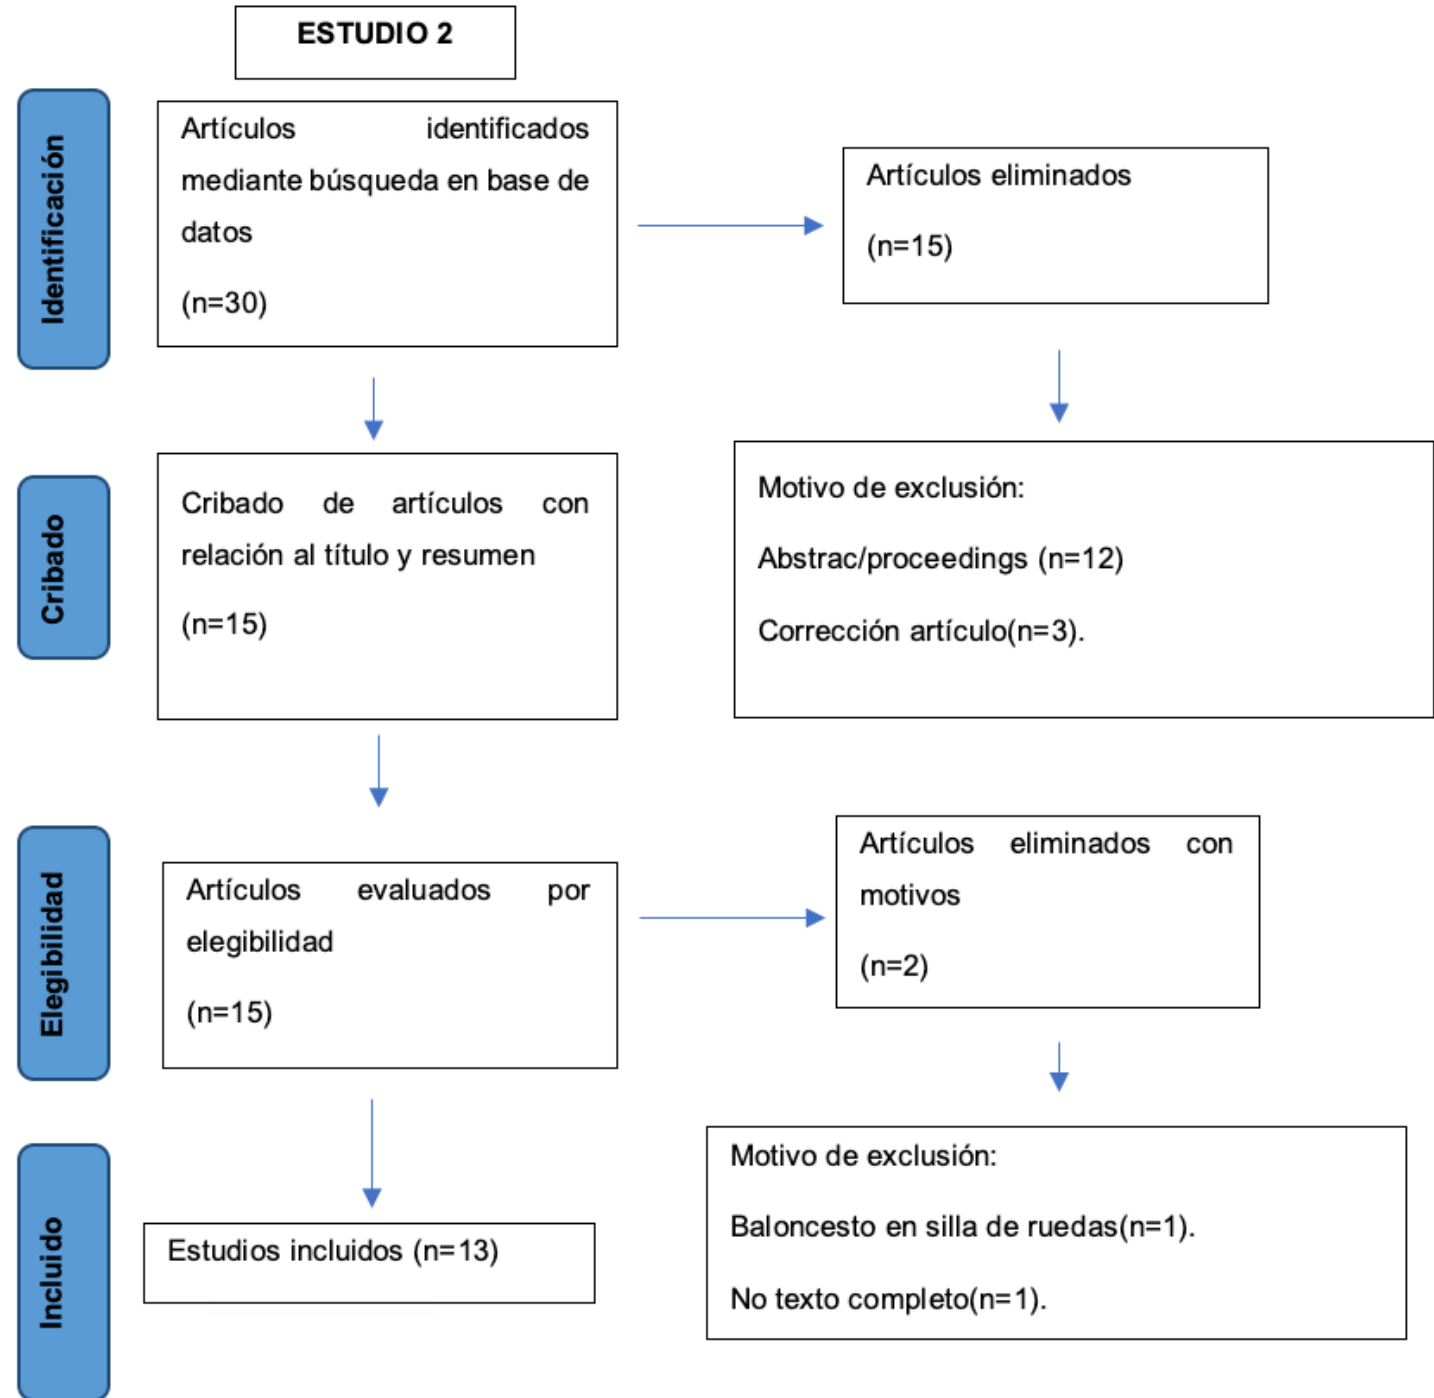 ESTUDIO 2
Identificación
Artículos identificados
mediante búsqueda en base de
datos
(n=30)
Artículos eliminados
(n=15)
Cribado
Cribado de artículos con
relación al título y resumen
(n=15)
Motivo de exclusión:
Abstrac/proceedings (n=12)
Corrección artículo(n=3).
Elegibilidad
Artículos evaluados por
elegibilidad
(n=15)
Artículos eliminados con
motivos
(n=2)
Incluido
Estudios incluidos (n=13)
Motivo de exclusión:
Baloncesto en silla de ruedas(n=1).
No texto completo(n=1).